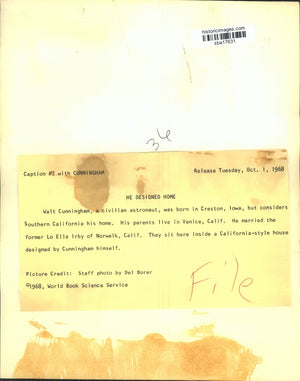 historicimages.com
sba17631
36
Caption #2 with CUNNINGHAM Release Tuesday, Oct. 1, 1968
HE DESIGNED HOME
Walt Cunningham, a civilian astronaut, was born in Creston, Iowa, but considers
Southern California his home. His parents live in Venice, Calif. He married the
former to Ella Irby of Norwalk, Calif. They sit here inside a California-style house
designed by Cunningham himself.
Picture Credit: Staff photo by Del Borer
©1968, World Book Science Service
File